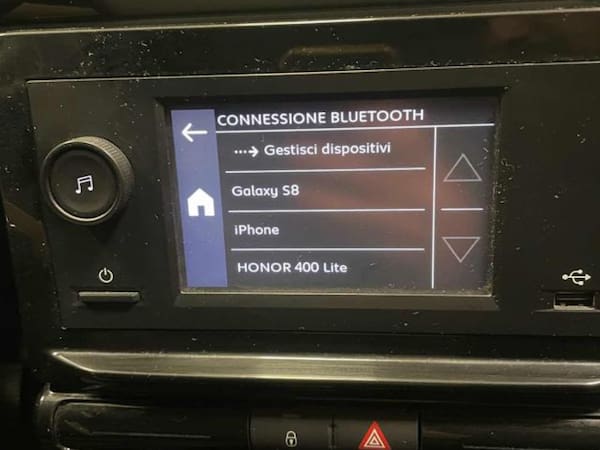 CONNESSIONE BLUETOOTH
Gestisci dispositivi
Galaxy S8
iPhone
HONOR 400 Lite